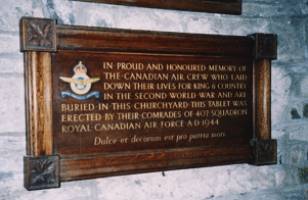 IN PROUD AND HONOURED MEMORY OF
THE CANADIAN AIR CREW WHO LAID
DOWN THEIR LIVES FOR KING & COUNTRY
IN THE SECOND WORLD WAR AND ARE
BURIED IN THIS CHURCHYARD·THIS TABLET WAS
ERECTED BY THEIR COMRADES OF 407 SQUADRON
ROYAL CANADIAN AIR FORCE A·D·1944
Dulce et decorum est pro patria mori